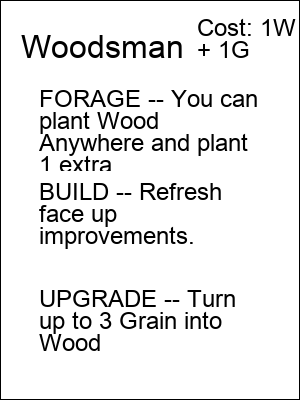 Woodsman
Cost: 1W
+ 1G
FORAGE -- You can
plant Wood
Anywhere and plant
1 extra
BUILD -- Refresh
face up
improvements.
UPGRADE -- Turn
up to 3 Grain into
Wood